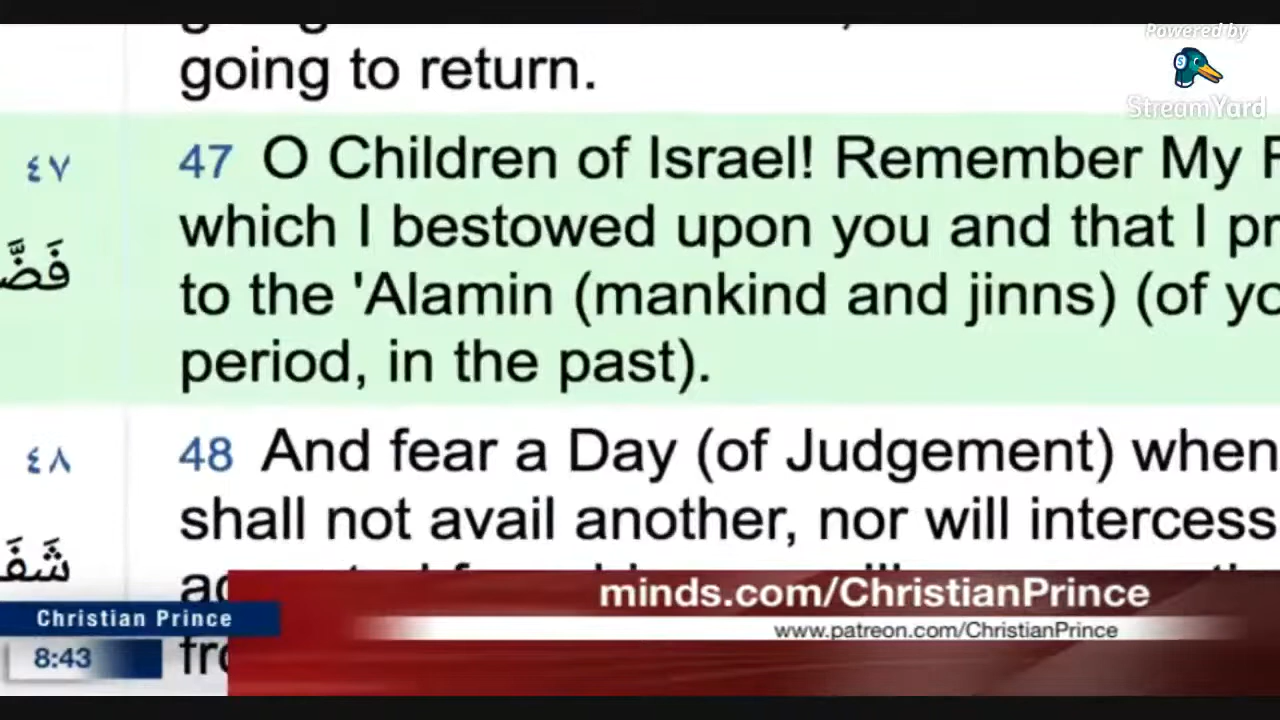 Powered by
StreamYard
going to return.
٤٧
47 O Children of Israel! Remember My
which I bestowed upon you and that I
فَضَّ
to the 'Alamin (mankind and jinns) (of
period, in the past).
٤٨
48 And fear a Day (of Judgement) when
shall not avail another, nor will
شَفَ
minds.com/ChristianPrince
Christian Prince
www.patreon.com/ChristianPrince
8:43